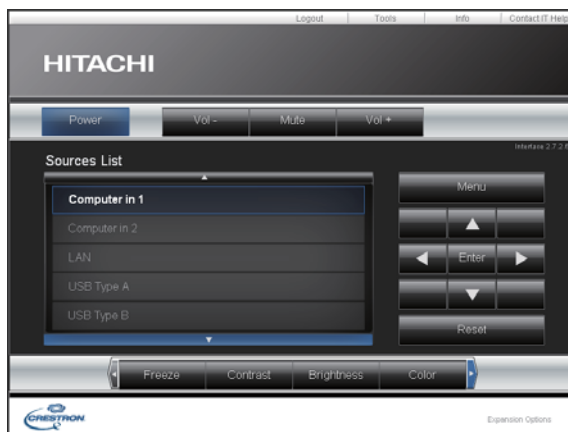 Logout Tools Info Contact IT Help
HITACHI
Power Vol - Mute Vol +
Interface 2.7.2.6
Sources List
Computer in 1
Computer in 2
LAN
USB Type A
USB Type B
Menu
Enter
Reset
Freeze Contrast Brightness Color
CRESTRON
Expansion Options